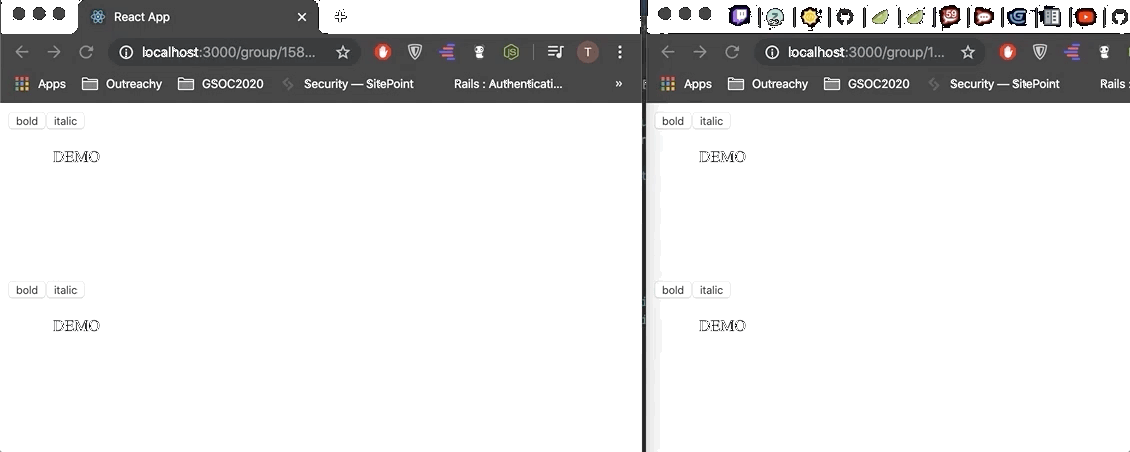 React App
localhost:3000/group/158...
T
Apps Outreachy GSOC2020 Security — SitePoint Rails : Authenticati... »
bold italic
DEMO
bold italic
DEMO
59
localhost:3000/group/1...
Apps Outreachy GSOC2020 Security — SitePoint Rails
bold italic
DEMO
bold italic
DEMO